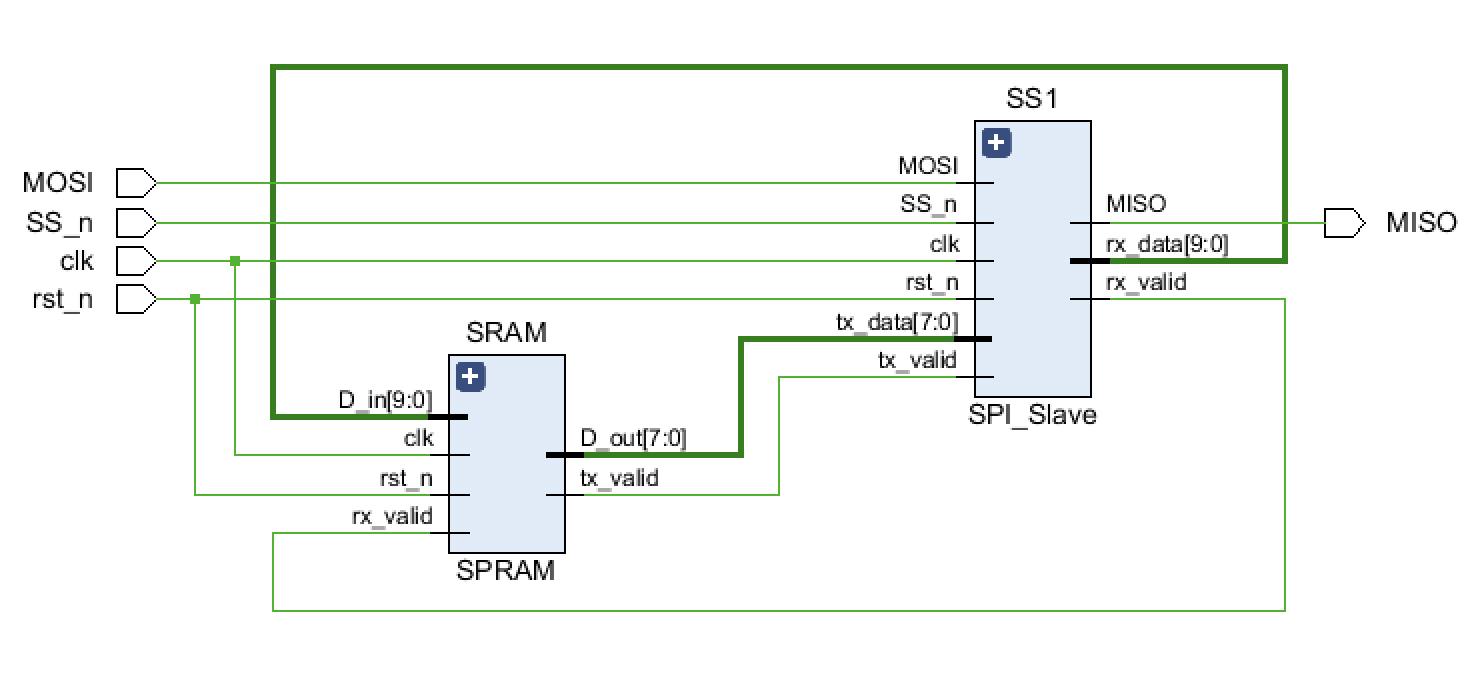 SS1
MOSI
SS_n
clk
rst_n
MOSI
SS_n
clk
rst_n
tx_data[7:0]
tx_valid
MISO
rx_data[9:0]
rx_valid
MISO
SPI_Slave
SRAM
D_in[9:0]
clk
rst_n
rx_valid
D_out[7:0]
tx_valid
SPRAM